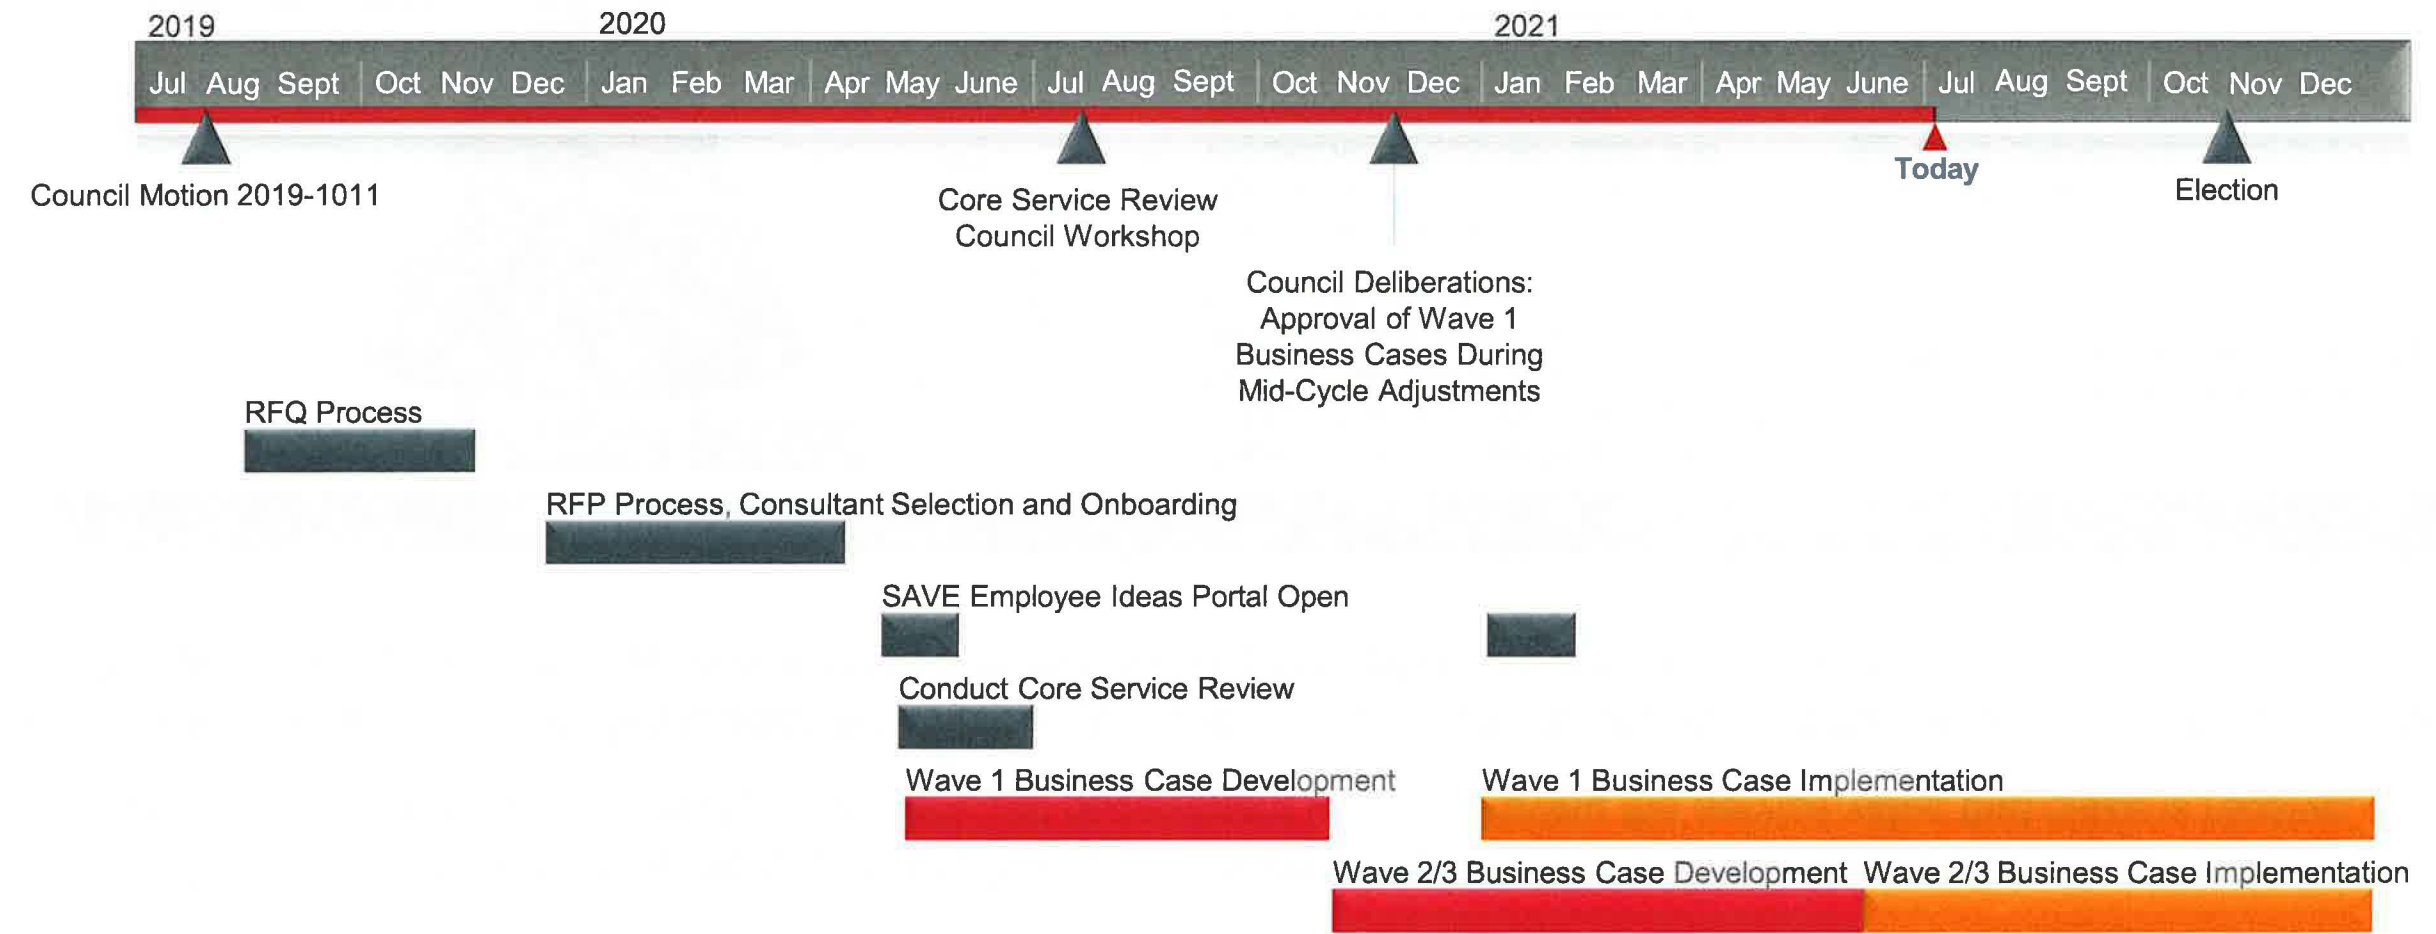 2019 2020 2021
Jul Aug Sept Oct Nov Dec Jan Feb Mar Apr May June Jul Aug Sept Oct Nov Dec Jan Feb Mar Apr May June Jul Aug Sept Oct Nov Dec
Today
Council Motion 2019-1011
Core Service Review
Council Workshop
Election
Council Deliberations:
Approval of Wave 1
Business Cases During
Mid-Cycle Adjustments
RFQ Process
RFP Process, Consultant Selection and Onboarding
SAVE Employee Ideas Portal Open
Conduct Core Service Review
Wave 1 Business Case Development
Wave 1 Business Case Implementation
Wave 2/3 Business Case Development
Wave 2/3 Business Case Implementation